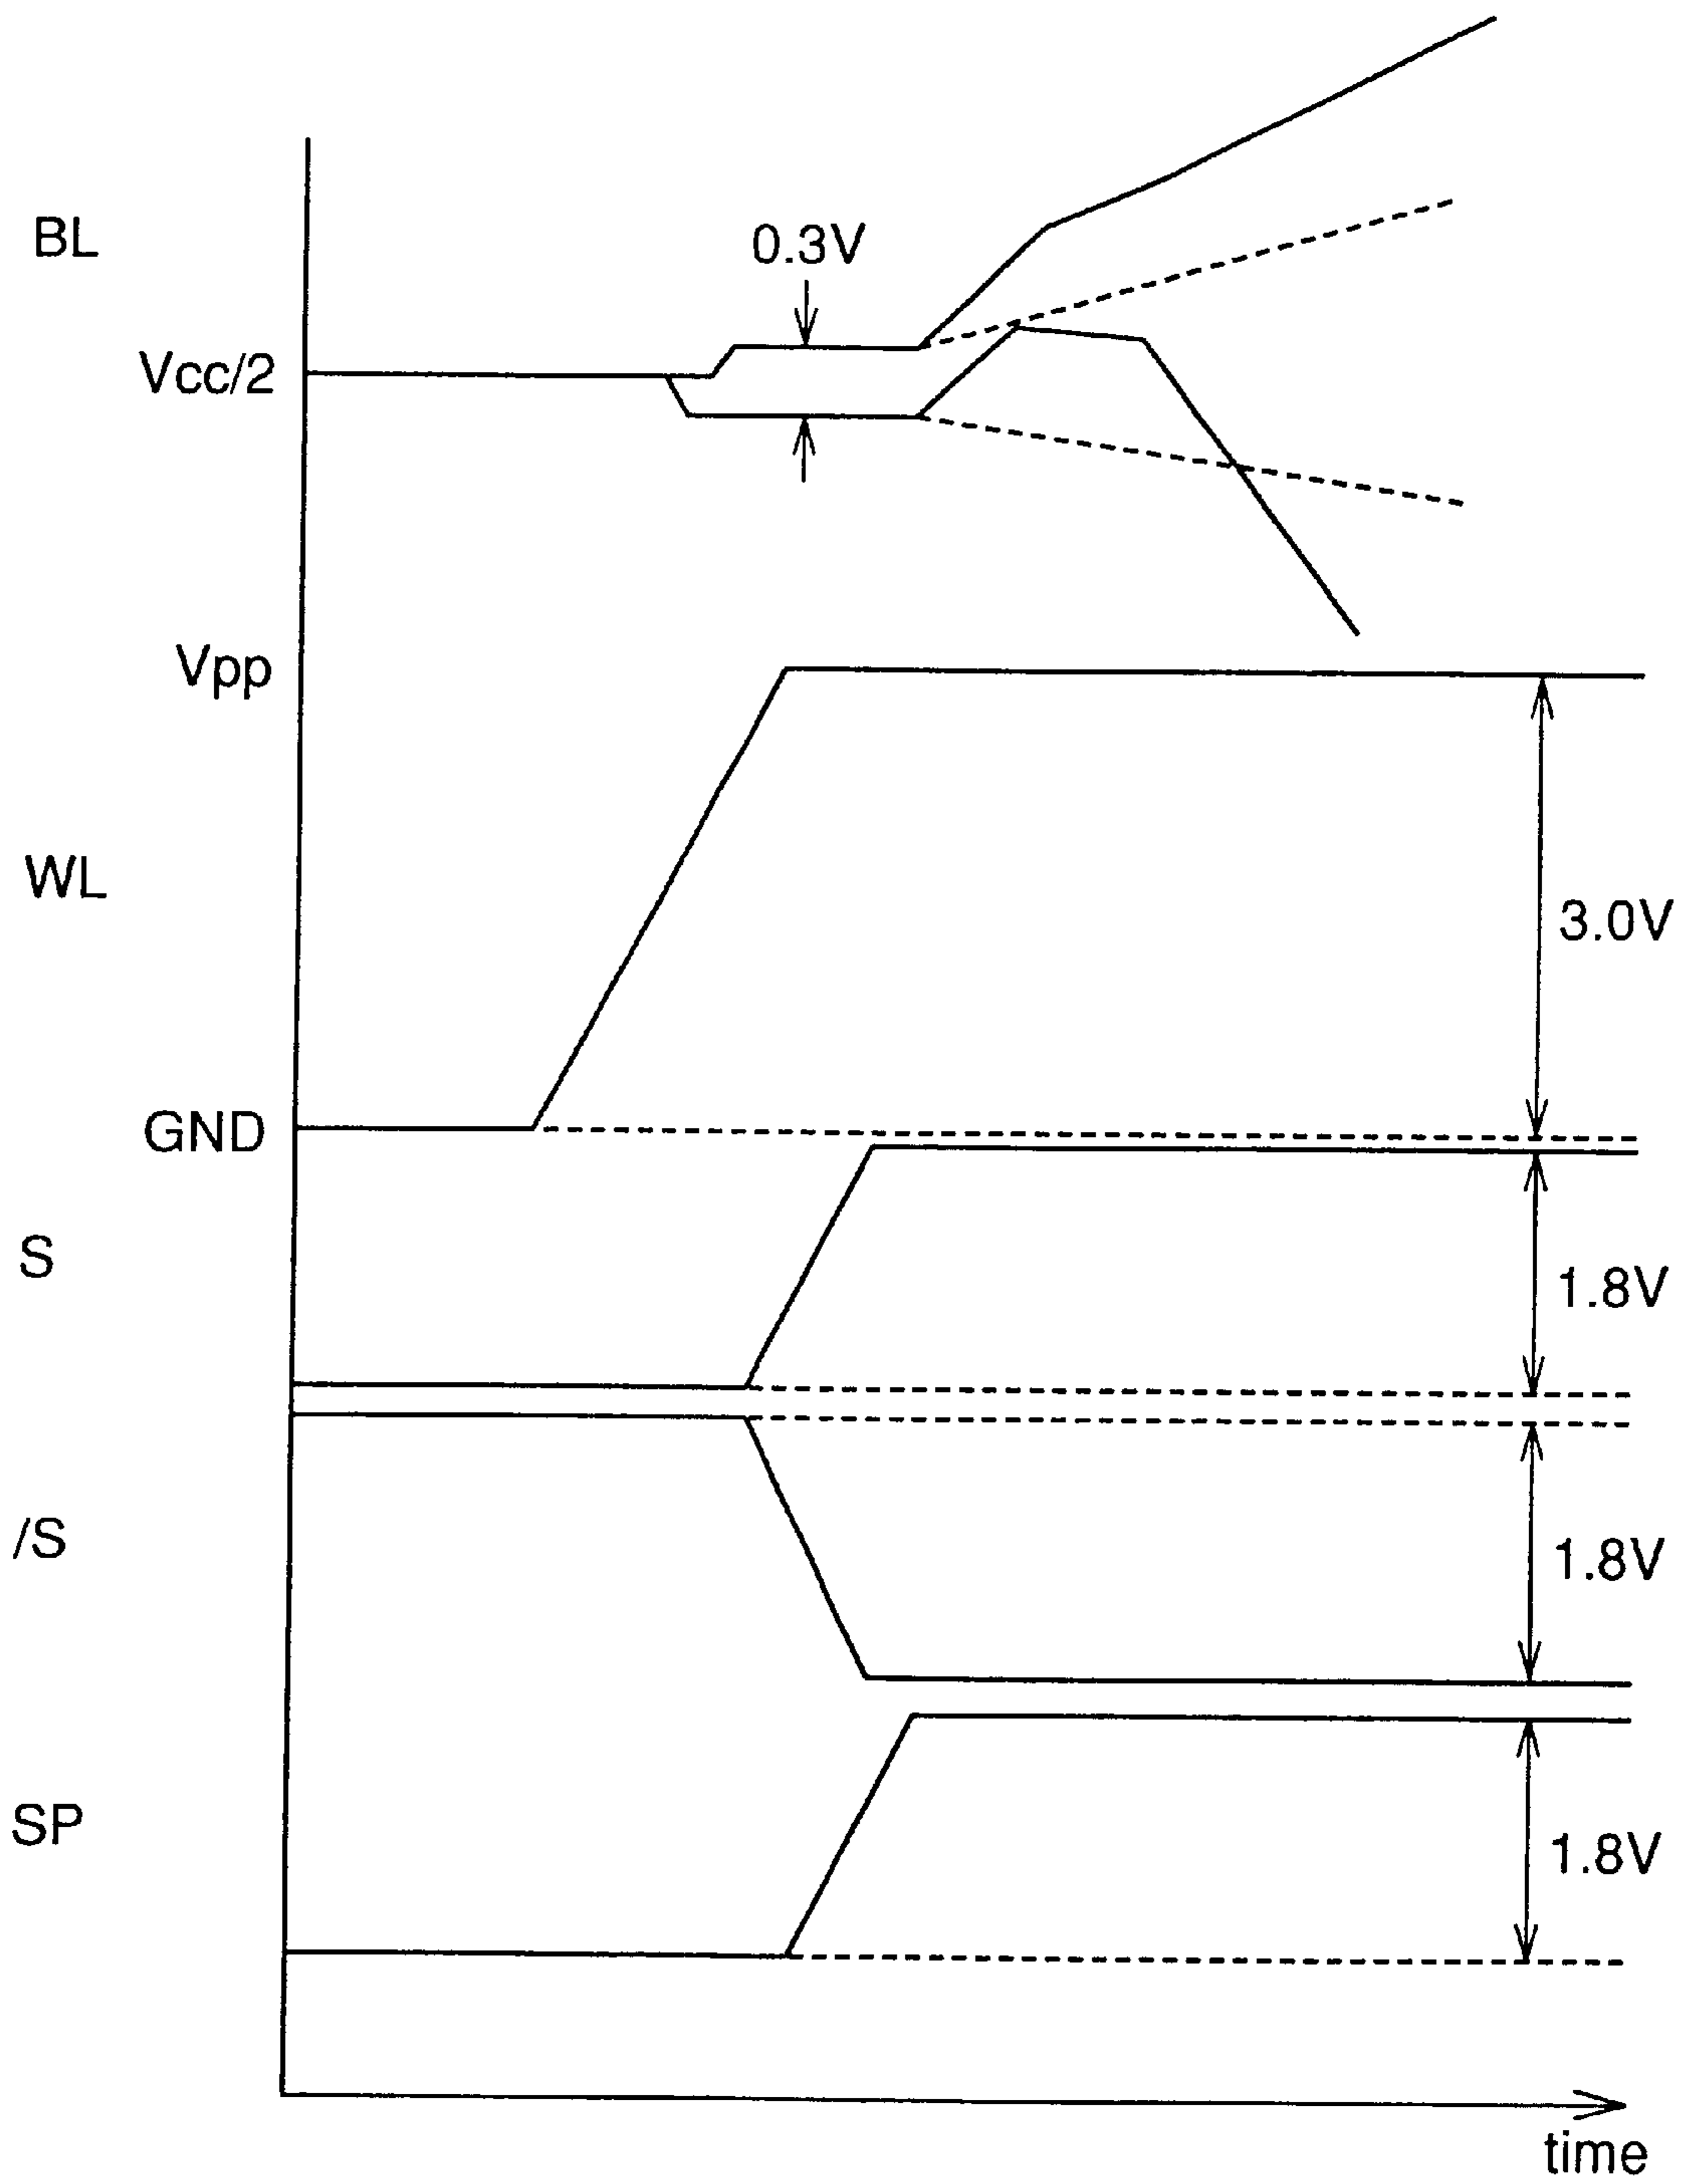 BL
0.3V
Vcc/2
Vpp
WL
3.0V
GND
S
1.8V
/S
1.8V
SP
1.8V
time